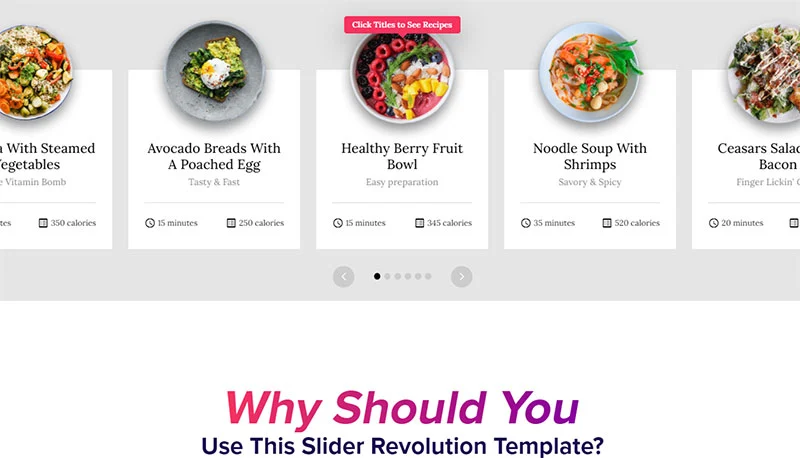 Click Titles to See Recipes
With Steamed
Vegetables
Vitamin Bomb
350 calories
Avocado Breads With
A Poached Egg
Tasty & Fast
15 minutes 250 calories
Healthy Berry Fruit
Bowl
Easy preparation
15 minutes 345 calories
Noodle Soup With
Shrimps
Savory & Spicy
35 minutes 520 calories
Ceasars Salad
Bacon
Finger Lickin'
20 minutes
Why Should You
Use This Slider Revolution Template?